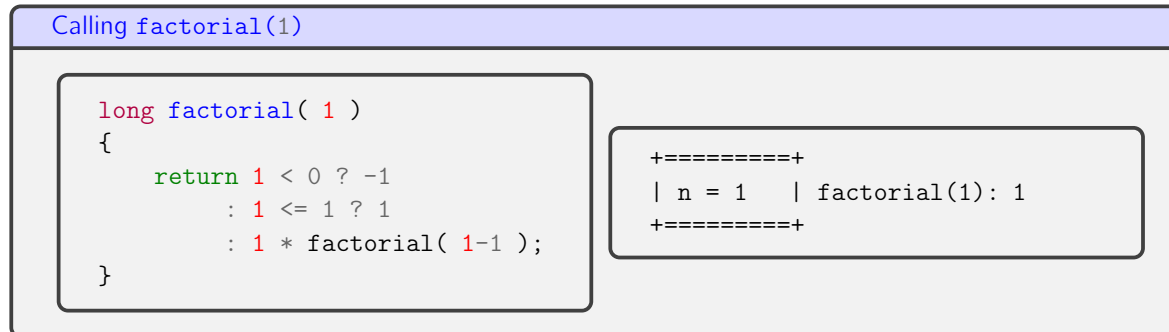 Calling factorial(1)
long factorial( 1 )
{
    return 1 < 0 ? -1
         : 1 <= 1 ? 1
         : 1 * factorial( 1-1 );
}
+=========+
| n = 1   | factorial(1): 1
+=========+